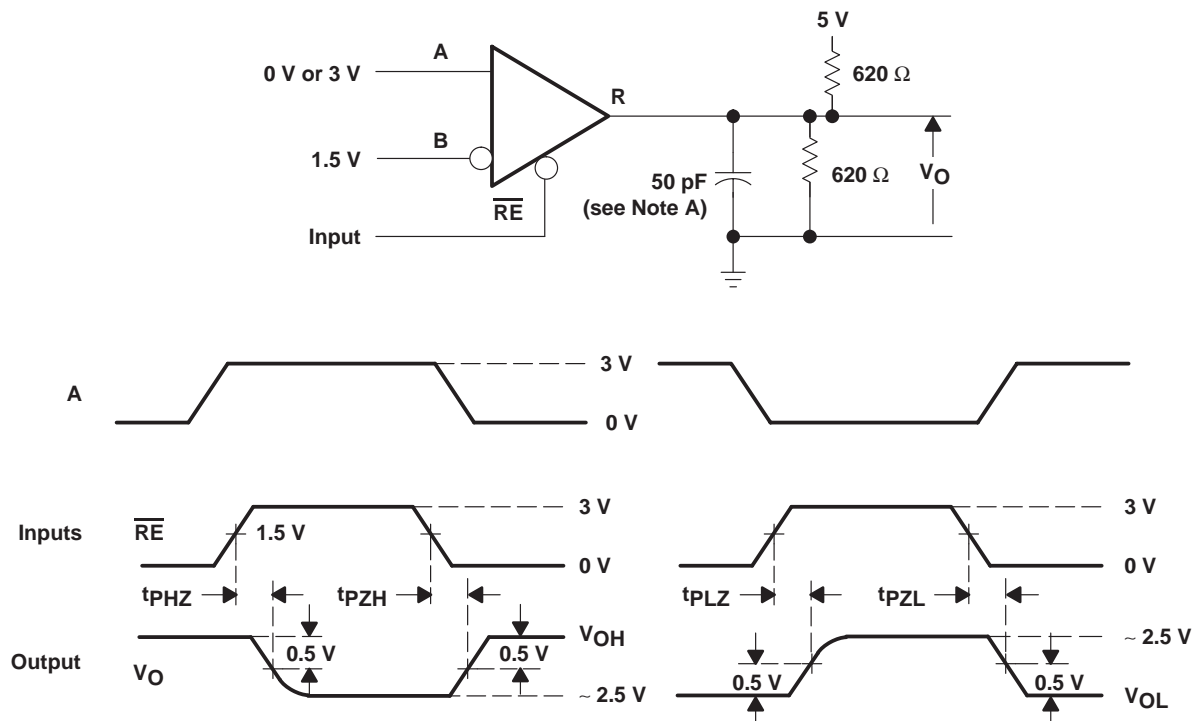 5 V
A
620 Ω
0 V or 3 V
R
B
1.5 V
50 pF
(see Note A)
620 Ω
VO
RE
Input
3 V
A
0 V
3 V
3 V
Inputs
RE
1.5 V
0 V
0 V
tPHZ
tPZH
tPLZ
tPZL
VOH
~ 2.5 V
0.5 V
0.5 V
Output
VO
0.5 V
0.5 V
~ 2.5 V
VOL